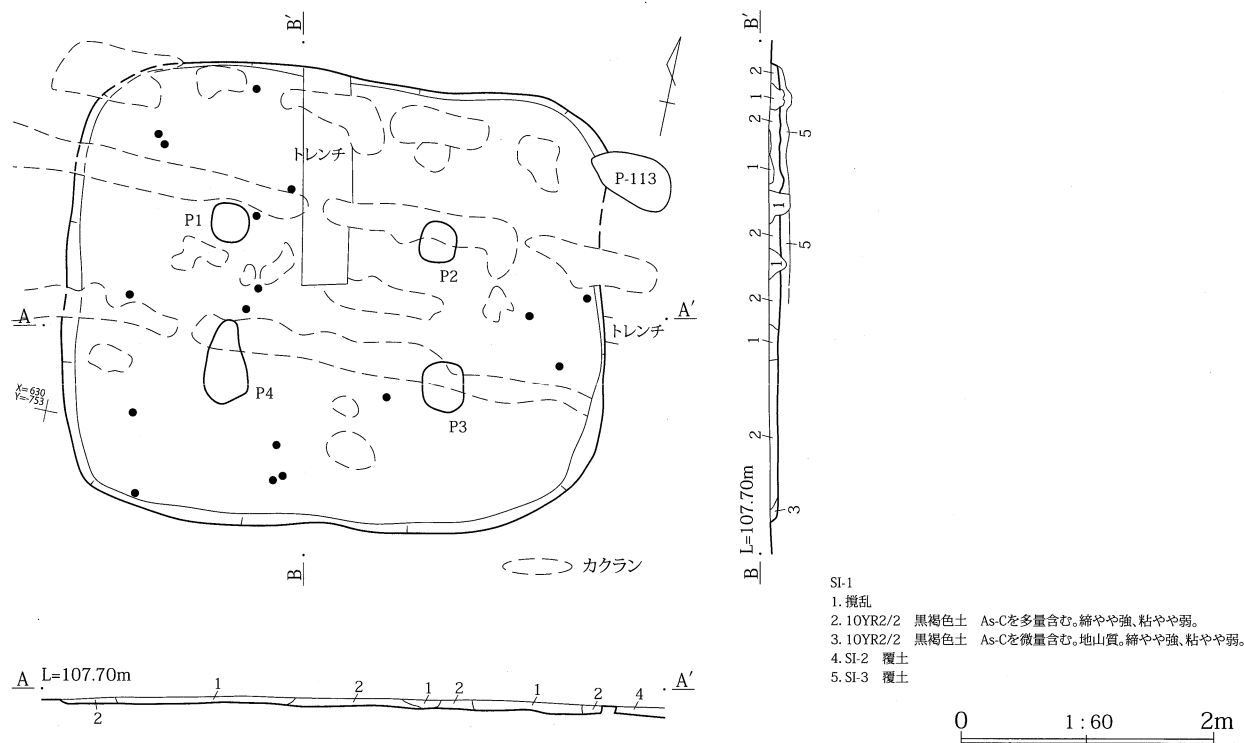 B′
B′
トレンチ
P-113
P1
P2
A
A′
トレンチ
P4
P3
X=630
Y=-753
B
カクラン
2
1
2
5
1
1
2
5
1
2
1
2
3
L=107.70m
B
SI-1
1. 撹乱
2. 10YR2/2 黒褐色土 As-Cを多量含む。締やや強、粘やや弱。
3. 10YR2/2 黒褐色土 As-Cを微量含む。地山質。締やや強、粘やや弱。
4. SI-2 覆土
5. SI-3 覆土
A L=107.70m
A′
1
2
1
2
1
2
4
2
0 1 : 60 2m